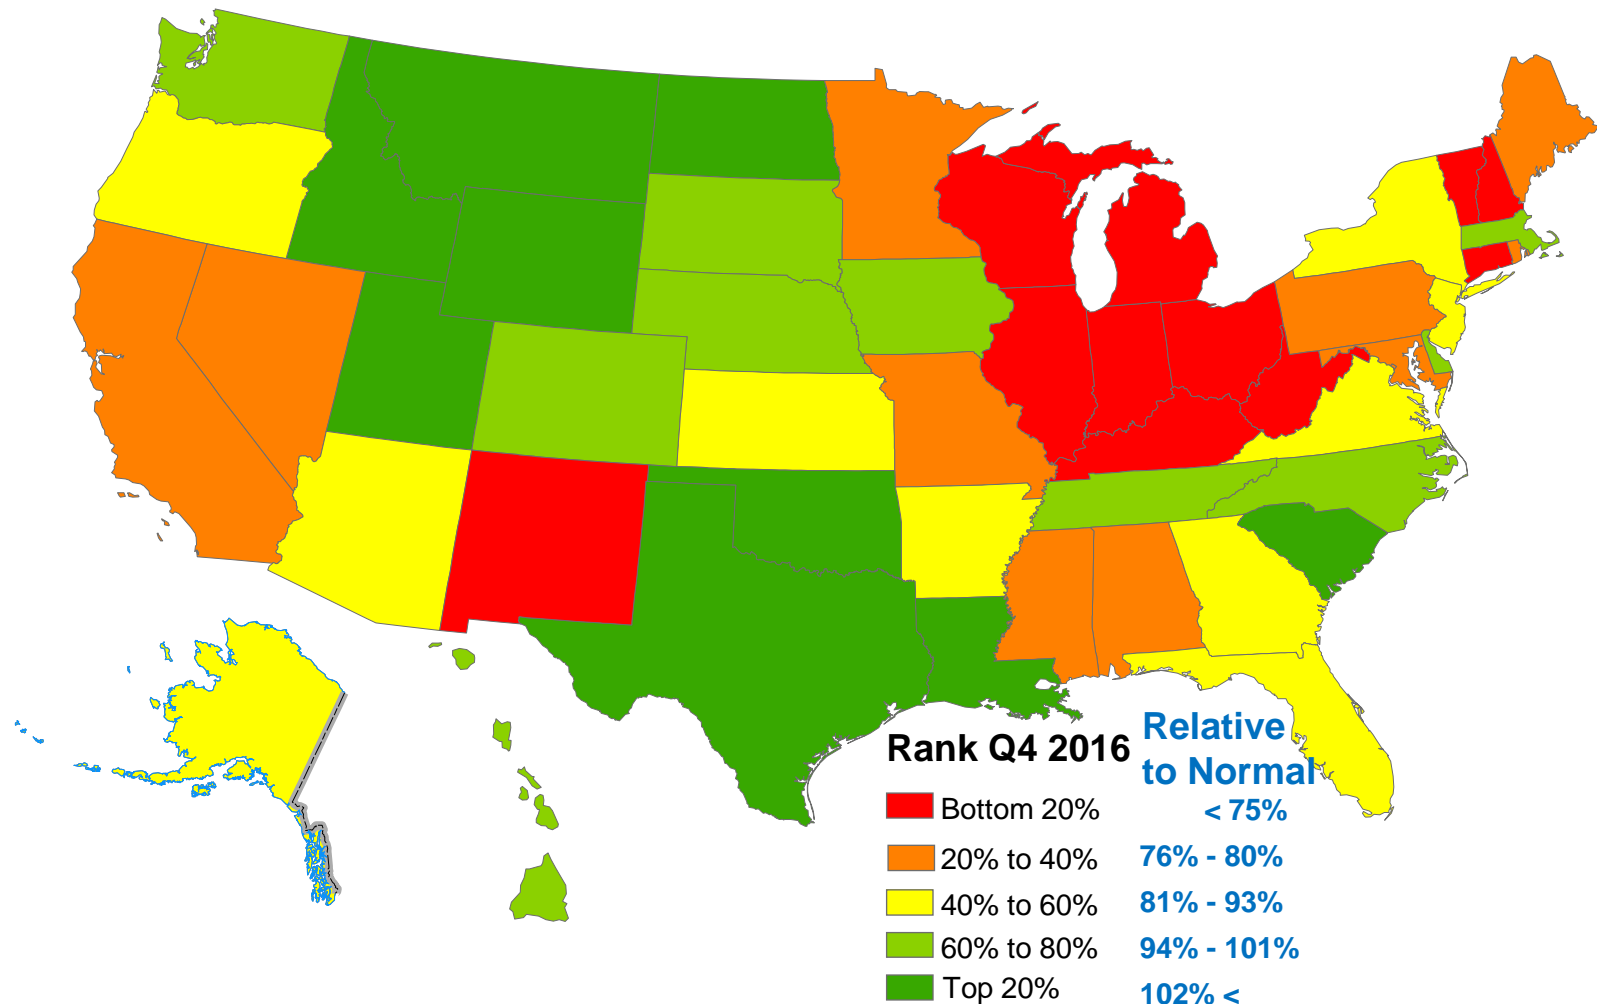 Rank Q4 2016
Relative
to Normal
Bottom 20% < 75%
20% to 40% 76% - 80%
40% to 60% 81% - 93%
60% to 80% 94% - 101%
Top 20% 102% <